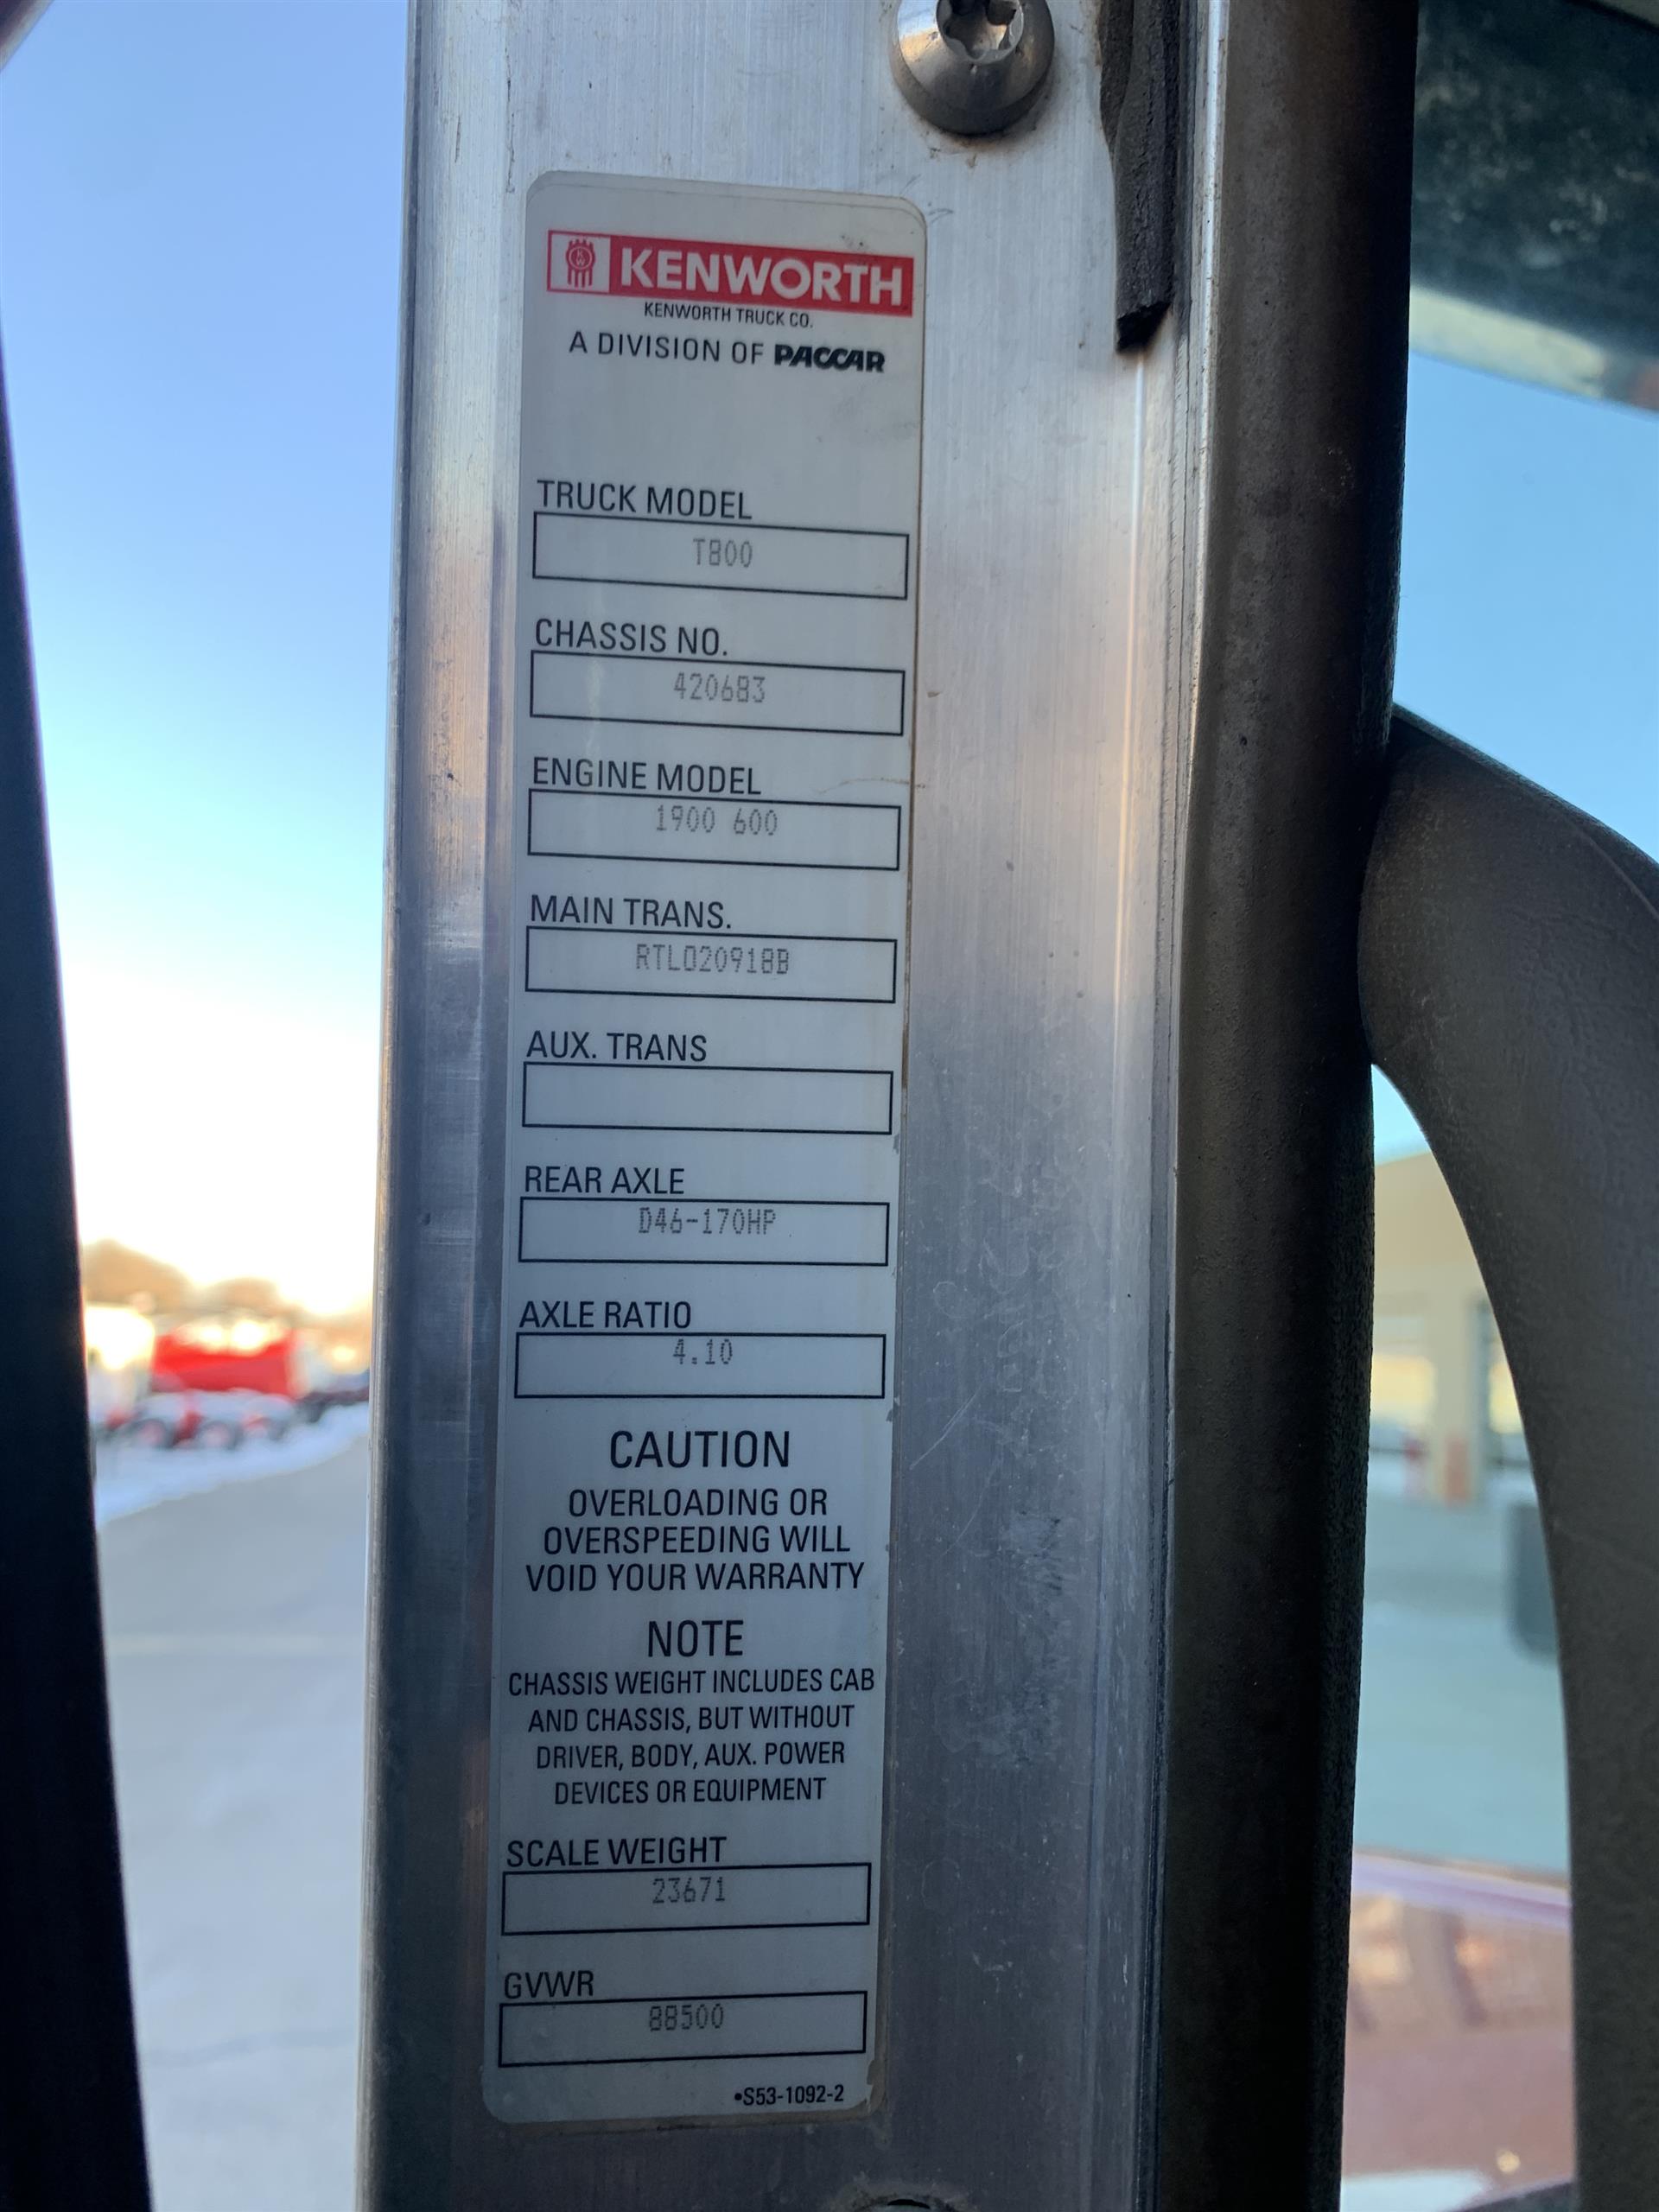 KENWORTH
KENWORTH TRUCK CO.
A DIVISION OF PACCAR
TRUCK MODEL
T800
CHASSIS NO.
420683
ENGINE MODEL
1900 600
MAIN TRANS.
RTLO20918B
AUX. TRANS
REAR AXLE
D46-170HP
AXLE RATIO
4.10
CAUTION
OVERLOADING OR
OVERSPEEDING WILL
VOID YOUR WARRANTY
NOTE
CHASSIS WEIGHT INCLUDES CAB
AND CHASSIS, BUT WITHOUT
DRIVER, BODY, AUX. POWER
DEVICES OR EQUIPMENT
SCALE WEIGHT
23671
GVWR
88500
•S53-1092-2